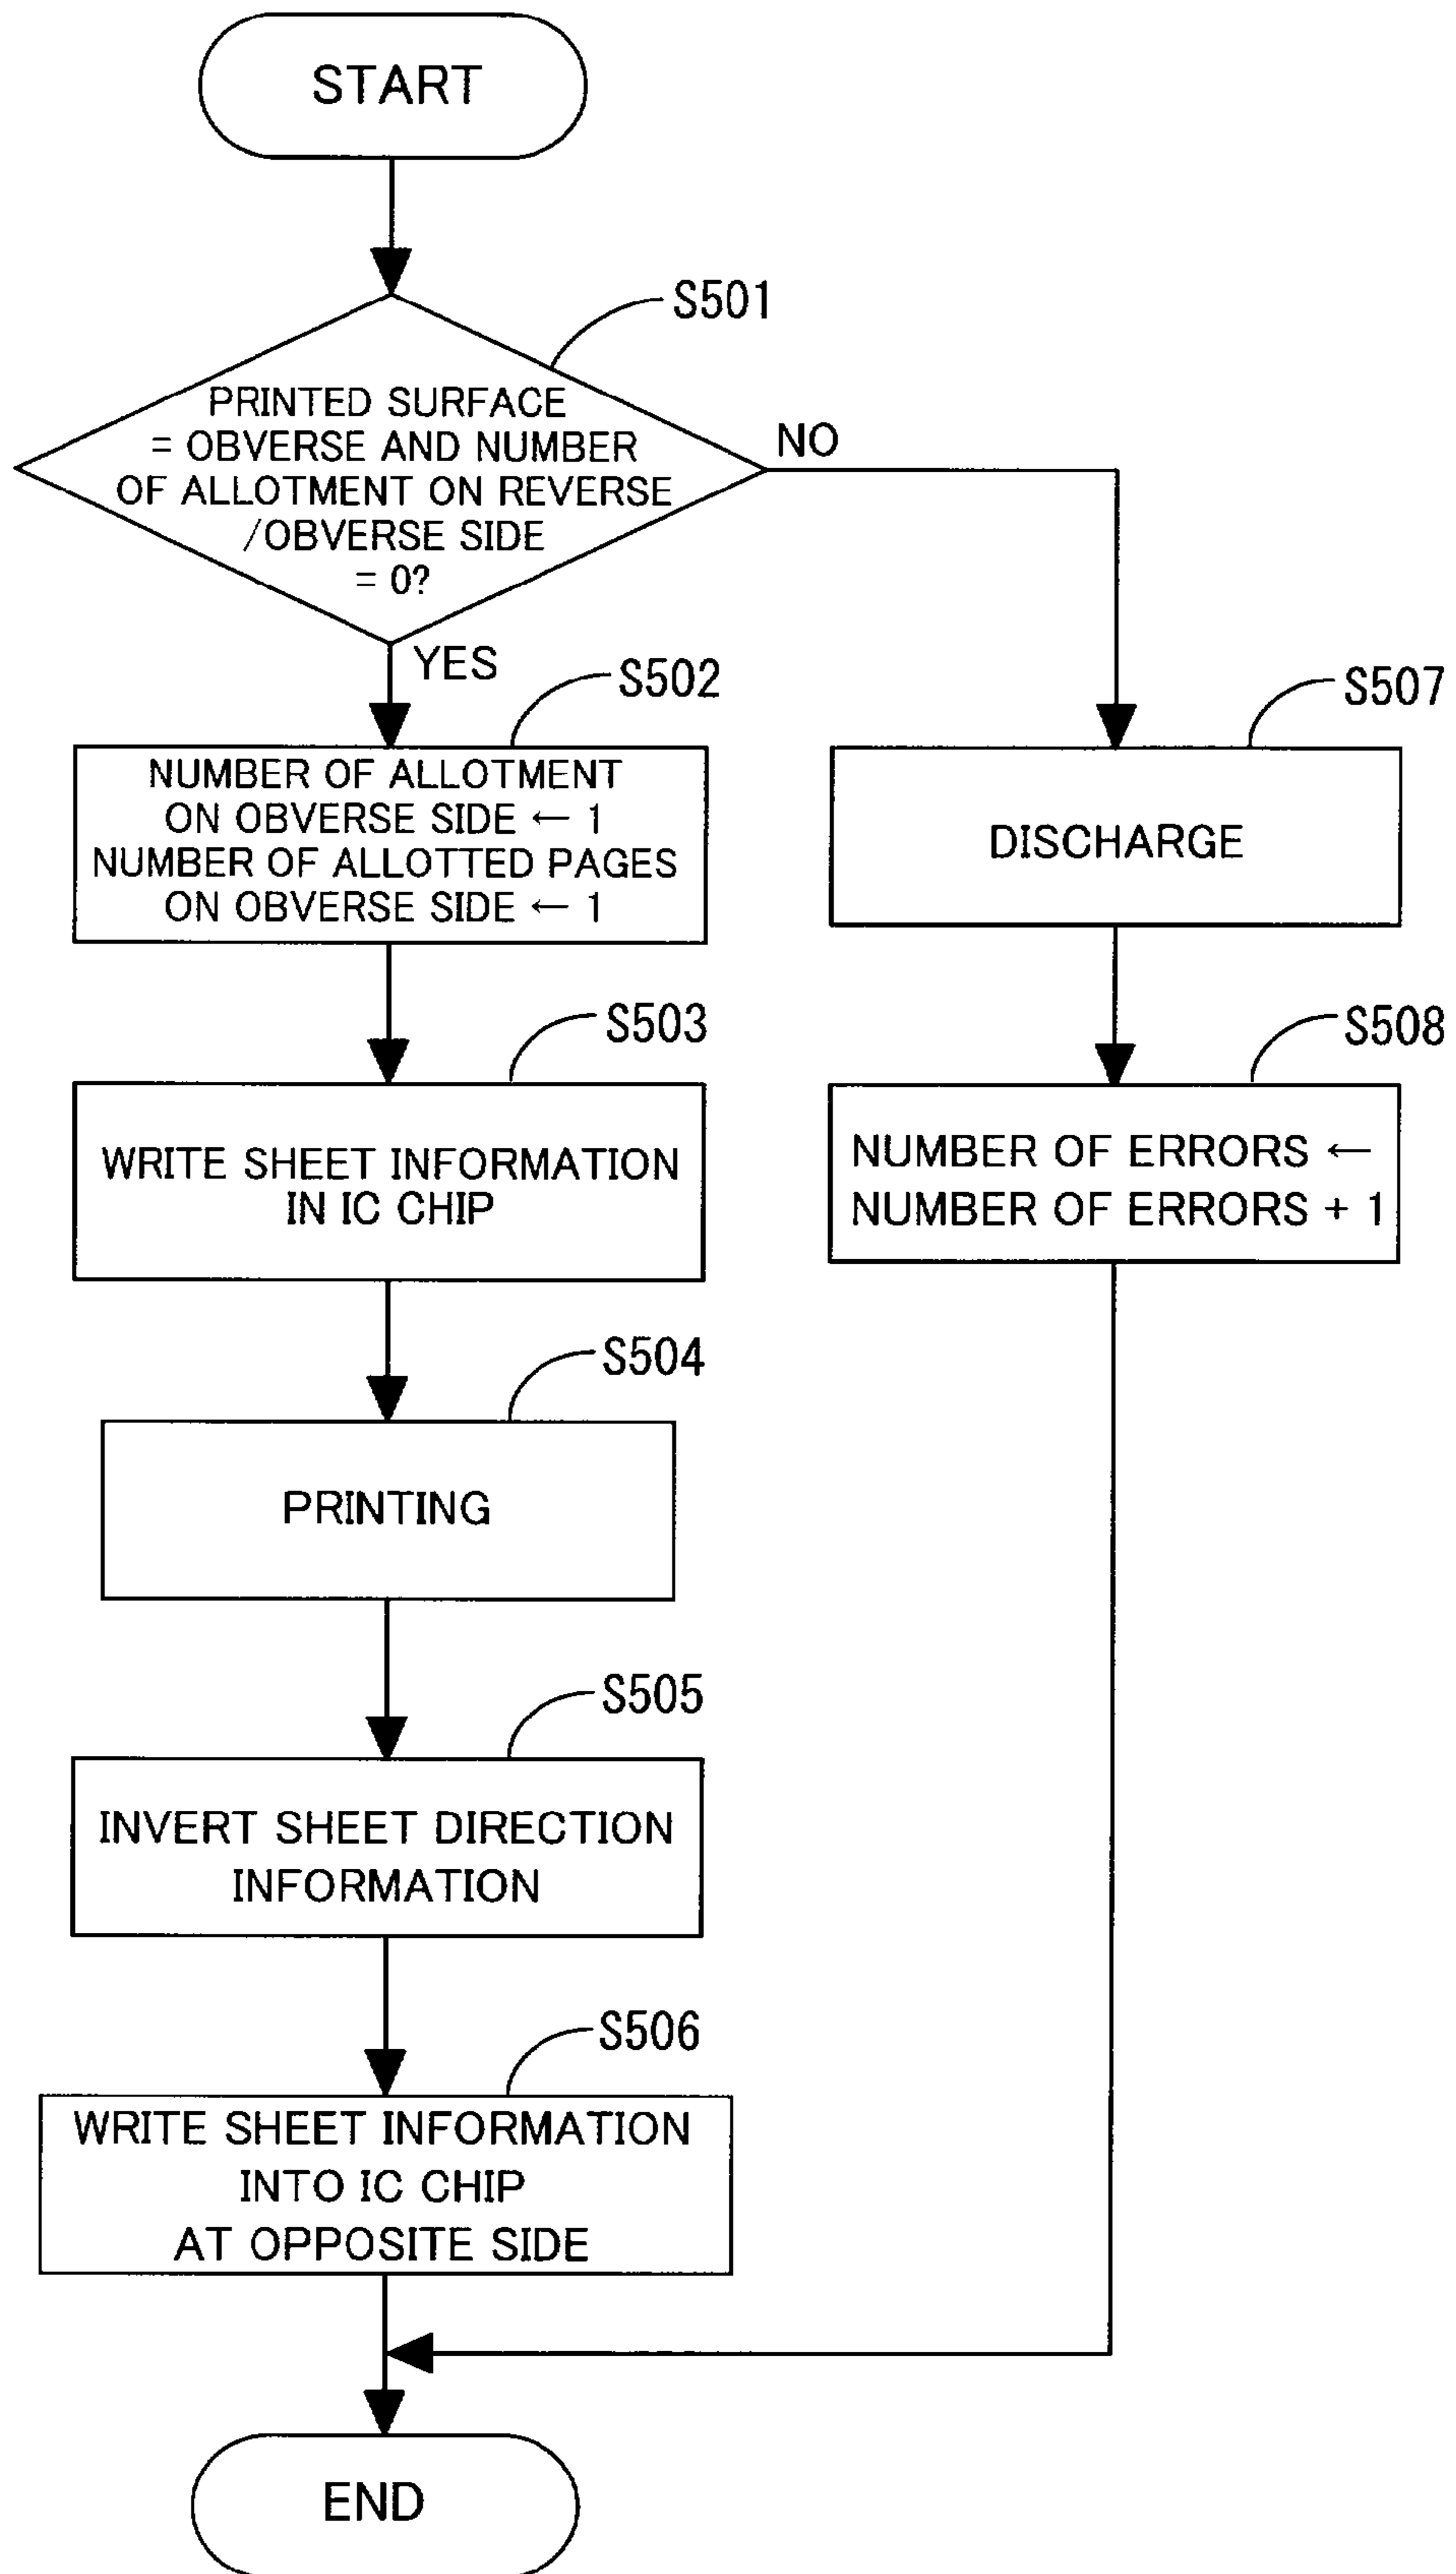 START
S501
PRINTED SURFACE
= OBVERSE AND NUMBER
OF ALLOTMENT ON REVERSE
/OBVERSE SIDE
= 0?
NO
YES
S502
NUMBER OF ALLOTMENT
ON OBVERSE SIDE ← 1
NUMBER OF ALLOTTED PAGES
ON OBVERSE SIDE ← 1
S507
DISCHARGE
S503
WRITE SHEET INFORMATION
IN IC CHIP
S508
NUMBER OF ERRORS ←
NUMBER OF ERRORS + 1
S504
PRINTING
S505
INVERT SHEET DIRECTION
INFORMATION
S506
WRITE SHEET INFORMATION
INTO IC CHIP
AT OPPOSITE SIDE
END